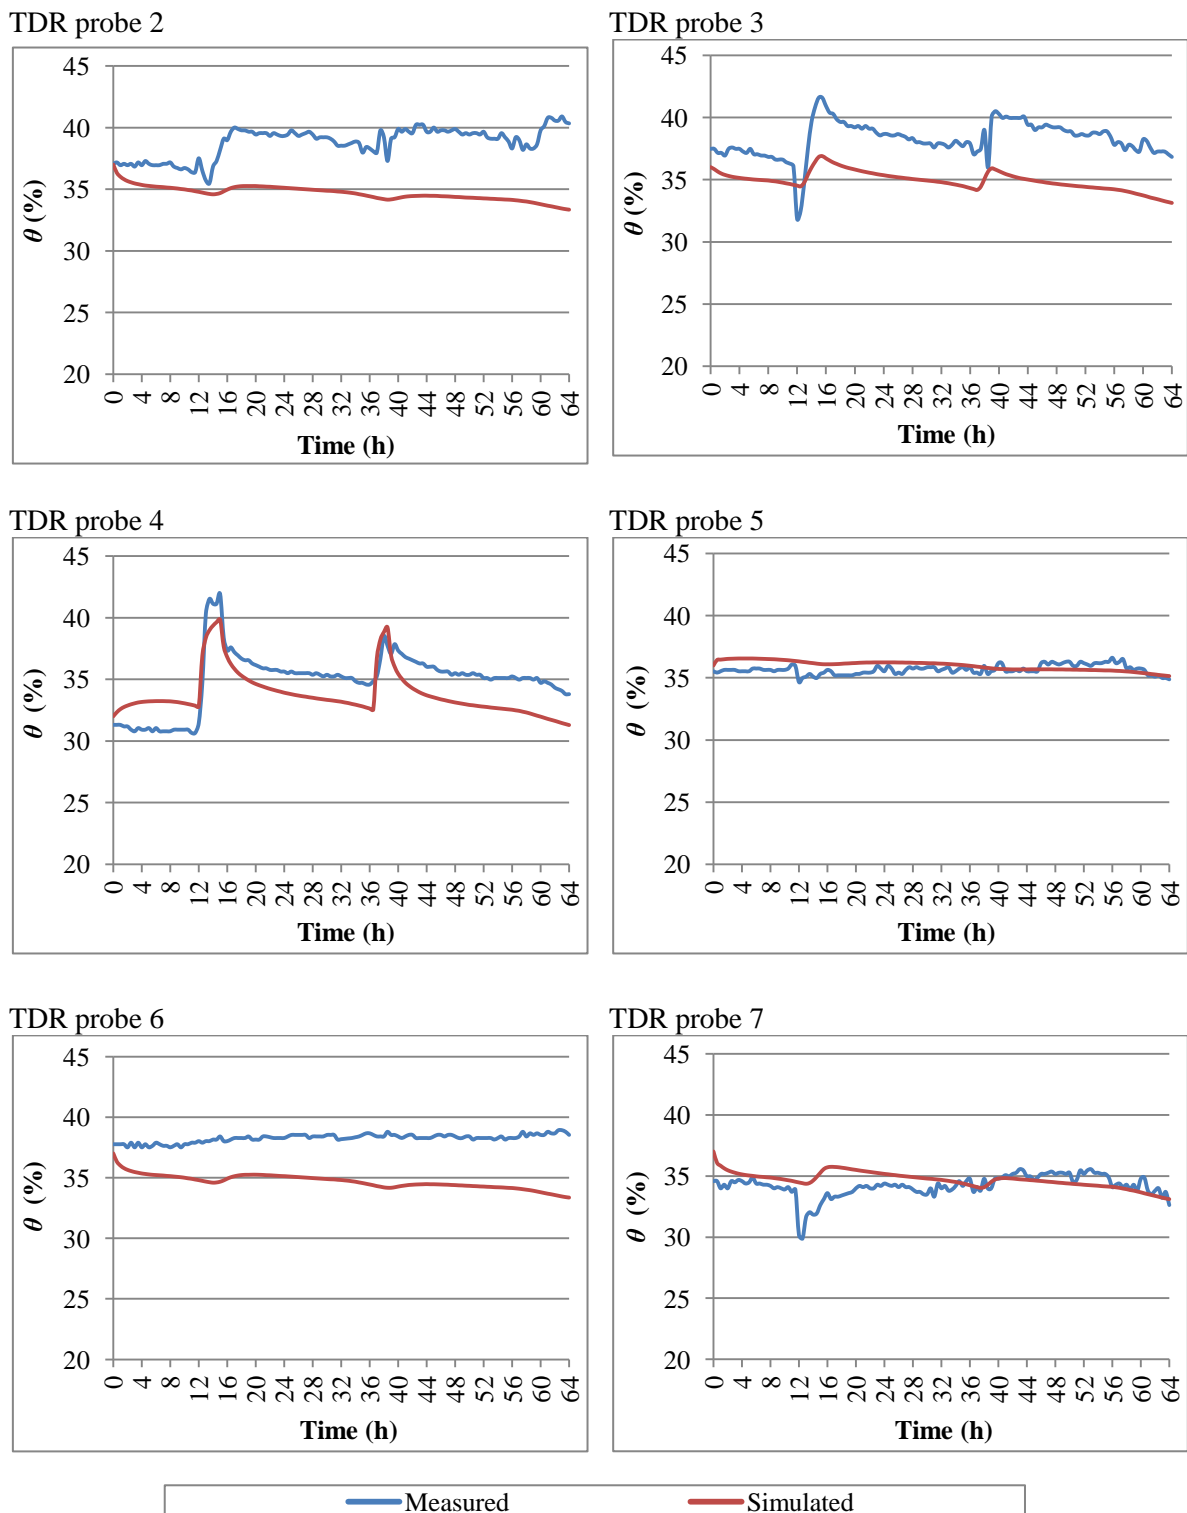 TDR probe 2
45
40
35
30
25
20
θ (%)
0 4 8 12 16 20 24 28 32 36 40 44 48 52 56 60 64
Time (h)
TDR probe 3
45
40
35
30
25
20
θ (%)
0 4 8 12 16 20 24 28 32 36 40 44 48 52 56 60 64
Time (h)
TDR probe 4
45
40
35
30
25
20
θ (%)
0 4 8 12 16 20 24 28 32 36 40 44 48 52 56 60 64
Time (h)
TDR probe 5
45
40
35
30
25
20
θ (%)
0 4 8 12 16 20 24 28 32 36 40 44 48 52 56 60 64
Time (h)
TDR probe 6
45
40
35
30
25
20
θ (%)
0 4 8 12 16 20 24 28 32 36 40 44 48 52 56 60 64
Time (h)
TDR probe 7
45
40
35
30
25
20
θ (%)
0 4 8 12 16 20 24 28 32 36 40 44 48 52 56 60 64
Time (h)
Measured Simulated